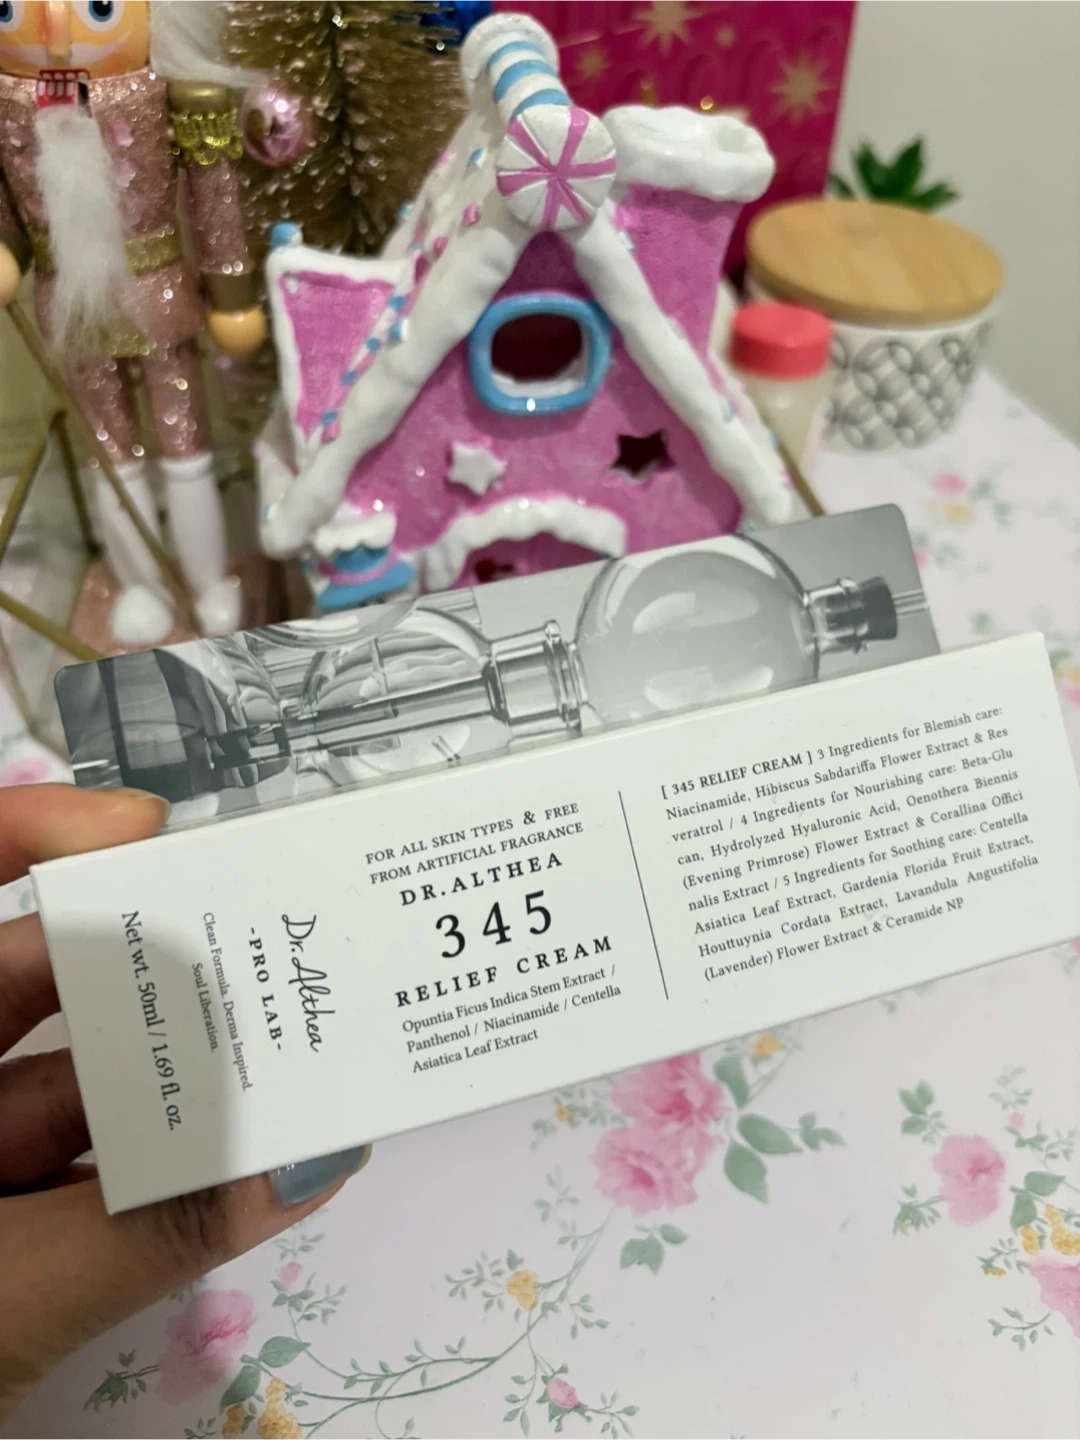 FOR ALL SKIN TYPES & FREE
FROM ARTIFICIAL FRAGRANCE
DR.ALTHEA
345
RELIEF CREAM
Opuntia Ficus Indica Stem Extract /
Panthenol / Niacinamide / Centella
Asiatica Leaf Extract
[ 345 RELIEF CREAM ] 3 Ingredients for Blemish care:
Niacinamide, Hibiscus Sabdariffa Flower Extract & Res
veratrol / 4 Ingredients for Nourishing care: Beta-Glu
can, Hydrolyzed Hyaluronic Acid, Oenothera Biennis
(Evening Primrose) Flower Extract & Corallina Offici
nalis Extract / 5 Ingredients for Soothing care: Centella
Asiatica Leaf Extract, Gardenia Florida Fruit Extract,
Houttuynia Cordata Extract, Lavandula Angustifolia
(Lavender) Flower Extract & Ceramide NP
Dr.Althea
-PRO LAB-
Clean Formula. Derma Inspired.
Soul Liberation.
Net wt. 50ml / 1.69 fl. oz.